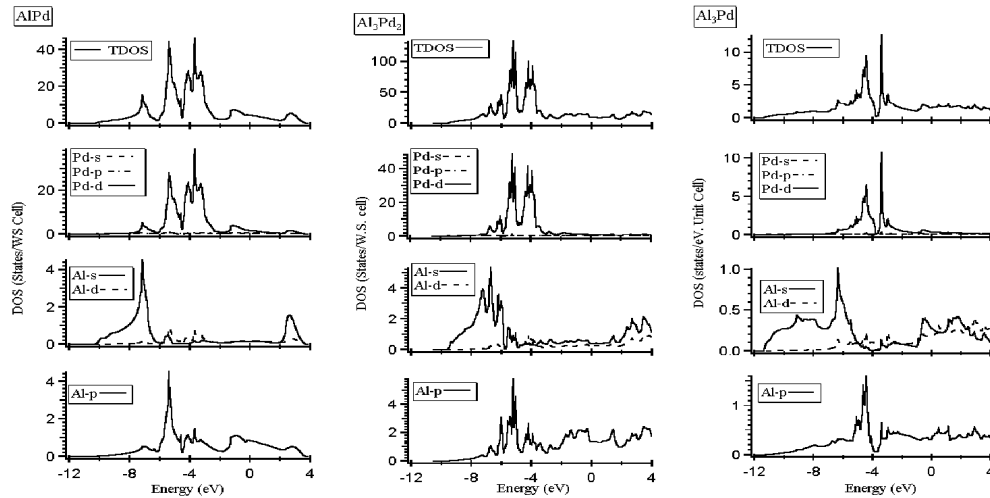 AlPd
TDOS
40
20
0
Pd-s
Pd-p
Pd-d
20
0
Al-s
Al-d
4
2
0
Al-p
4
2
0
-12 -8 -4 0 4
Energy (eV)
DOS (States/WS Cell)
Al₃Pd₂
TDOS
100
50
0
Pd-s
Pd-p
Pd-d
40
20
0
Al-s
Al-d
4
2
0
Al-p
4
2
0
-12 -8 -4 0 4
Energy (eV)
DOS (States/W.S. cell)
Al₃Pd
TDOS
10
5
0
Pd-s
Pd-p
Pd-d
10
5
0
Al-s
Al-d
1.0
0.5
0.0
Al-p
1
0
-12 -8 -4 0 4
Energy (eV)
DOS (states/eV. Unit Cell)